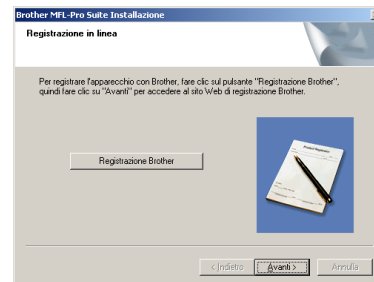 Brother MFL-Pro Suite Installazione
Registrazione in linea
Per registrare l'apparecchio con Brother, fare clic sul pulsante "Registrazione Brother",
quindi fare clic su "Avanti" per accedere al sito Web di registrazione Brother.
Registrazione Brother
< Indietro
Avanti >
Annulla